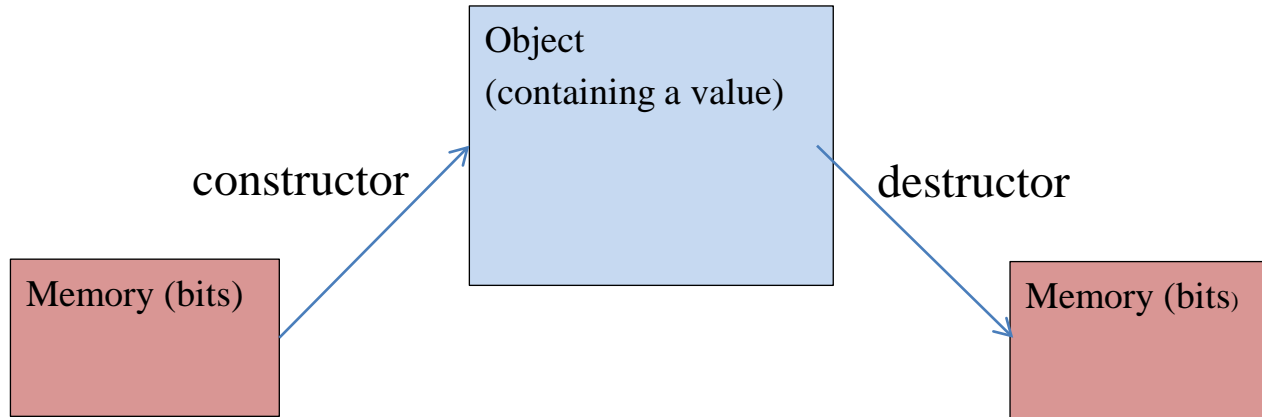 Object
(containing a value)
constructor
destructor
Memory (bits)
Memory (bits)